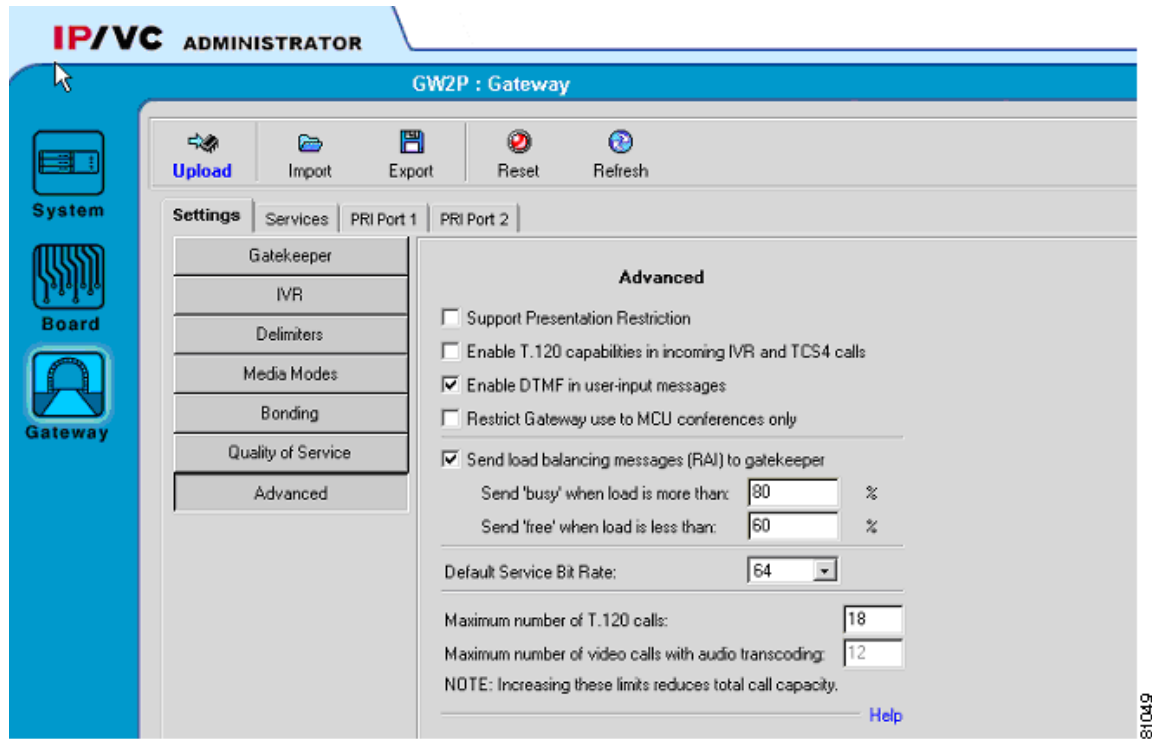 IP/VC ADMINISTRATOR
GW2P : Gateway
Upload Import Export Reset Refresh
System
Board
Gateway
Settings Services PRI Port 1 PRI Port 2
Gatekeeper
IVR
Delimiters
Media Modes
Bonding
Quality of Service
Advanced
Advanced
Support Presentation Restriction
Enable T.120 capabilities in incoming IVR and TCS4 calls
Enable DTMF in user-input messages
Restrict Gateway use to MCU conferences only
Send load balancing messages (RAI) to gatekeeper
Send 'busy' when load is more than: 80 %
Send 'free' when load is less than: 60 %
Default Service Bit Rate: 64
Maximum number of T.120 calls: 18
Maximum number of video calls with audio transcoding: 12
NOTE: Increasing these limits reduces total call capacity.
Help
81049